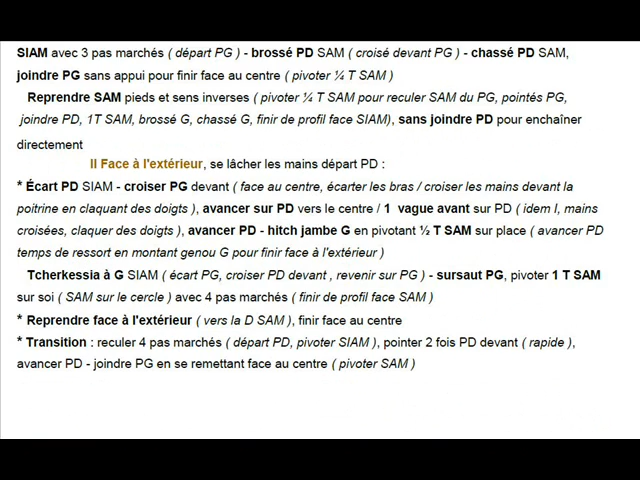 SIAM avec 3 pas marchés ( départ PG ) - brossé PD SAM ( croisé devant PG ) - chassé PD SAM,
joindre PG sans appui pour finir face au centre ( pivoter ¼ T SAM )
Reprendre SAM pieds et sens inverses ( pivoter ¼ T SAM pour reculer SAM du PG, pointés PG,
joindre PD, 1T SAM, brossé G, chassé G, finir de profil face SIAM), sans joindre PD pour enchaîner
directement
II Face à l'extérieur, se lâcher les mains départ PD :
* Écart PD SIAM - croiser PG devant ( face au centre, écarter les bras / croiser les mains devant la
poitrine en claquant des doigts ), avancer sur PD vers le centre / 1 vague avant sur PD ( idem I, mains
croisées, claquer des doigts ), avancer PD - hitch jambe G en pivotant ½ T SAM sur place ( avancer PD
temps de ressort en montant genou G pour finir face à l'extérieur )
Tcherkessia à G SIAM ( écart PG, croiser PD devant , revenir sur PG ) - sursaut PG, pivoter 1 T SAM
sur soi ( SAM sur le cercle ) avec 4 pas marchés ( finir de profil face SAM )
* Reprendre face à l'extérieur ( vers la D SAM ), finir face au centre
* Transition : reculer 4 pas marchés ( départ PD, pivoter SIAM ), pointer 2 fois PD devant ( rapide ),
avancer PD - joindre PG en se remettant face au centre ( pivoter SAM )